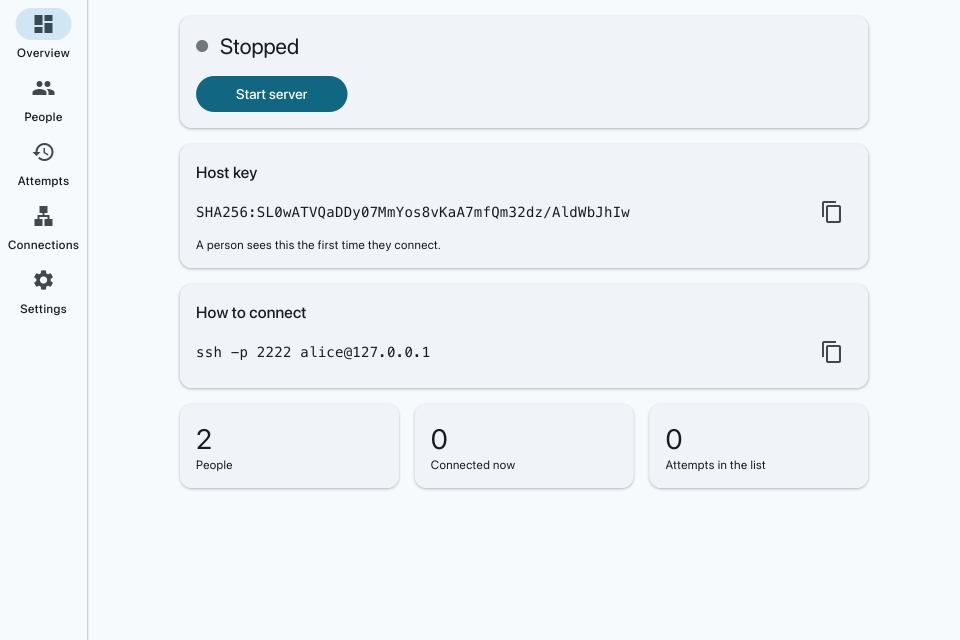 Overview
People
Attempts
Connections
Settings
Stopped
Start server
Host key
SHA256:SL0wATVQaDDy07MmYos8vKaA7mfQm32dz/AldWbJhIw
A person sees this the first time they connect.
How to connect
ssh -p 2222 alice@127.0.0.1
2
People
0
Connected now
0
Attempts in the list